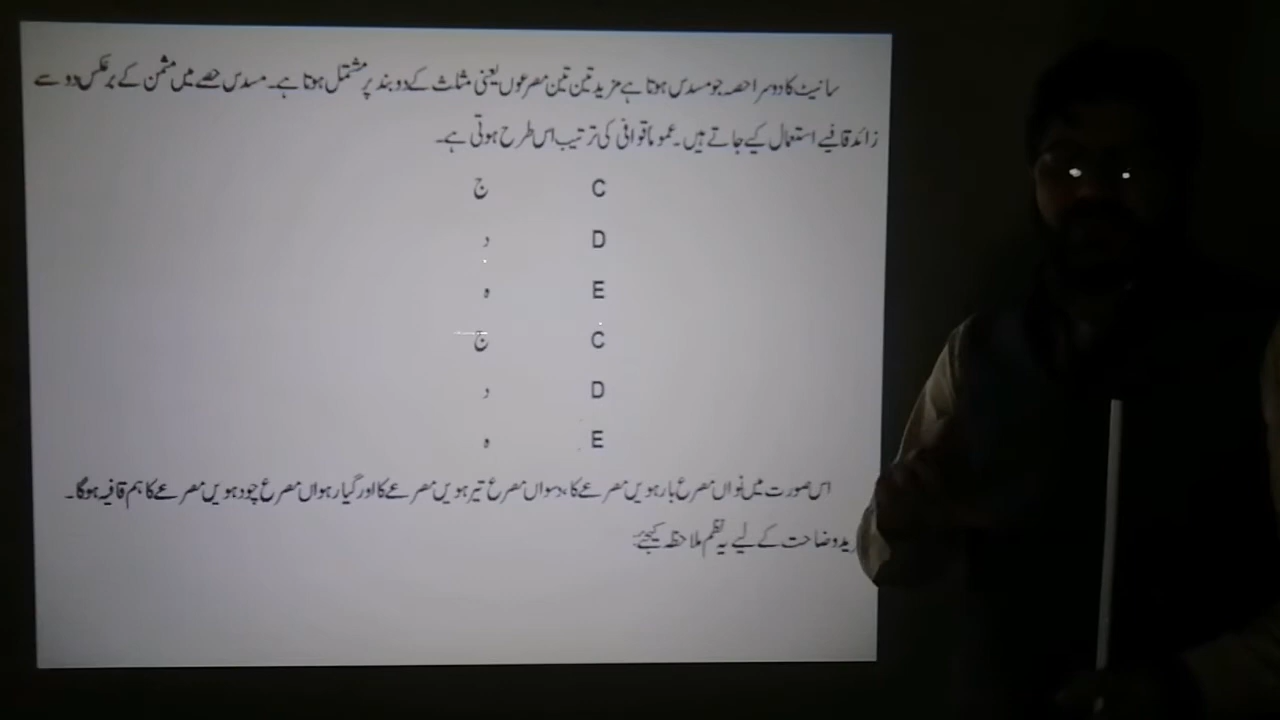 سانیٹ کا دوسرا حصہ جو مسدس ہوتا ہے مزید تین تین مصرعوں یعنی مثلث کے دو بند پر مشتمل ہوتا ہے۔ مسدس حصے میں مثمن کے برعکس دو سے
زائد قافیے استعمال کیے جاتے ہیں۔ عموماً قوافی کی ترتیب اس طرح ہوتی ہے۔
C ج
D د
E ہ
C ج
D د
E ہ
اس صورت میں نواں مصرع بارہویں مصرعے کا، دسواں مصرع تیرہویں مصرعے کا اور گیارہواں مصرع چودہویں مصرعے کا ہم قافیہ ہوگا۔
وضاحت کے لیے یہ نظم ملاحظہ کیجئے: